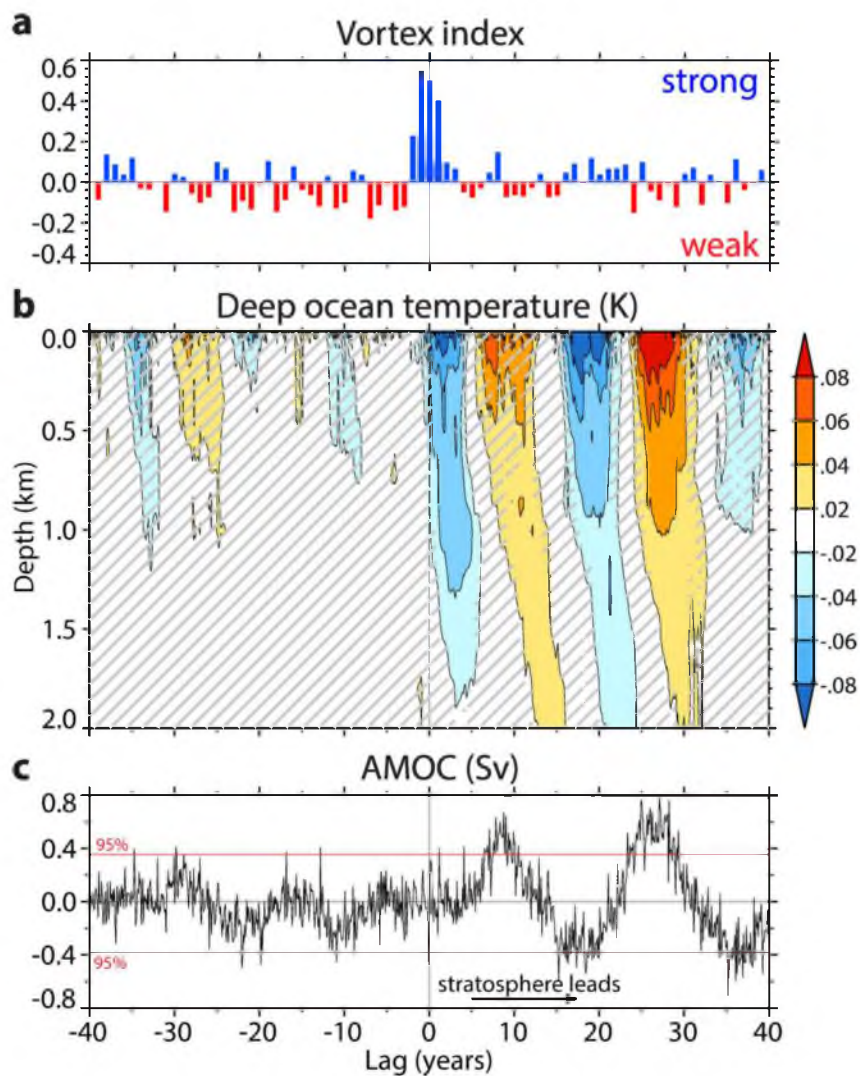 a
Vortex index
0.6
0.4
0.2
0.0
-0.2
-0.4
strong
weak
b
Deep ocean temperature (K)
0.0
0.5
1.0
1.5
2.0
Depth (km)
.08
.06
.04
.02
-.02
-.04
-.06
-.08
c
AMOC (Sv)
0.8
0.4
0.0
-0.4
-0.8
95%
95%
stratosphere leads
-40 -30 -20 -10 0 10 20 30 40
Lag (years)